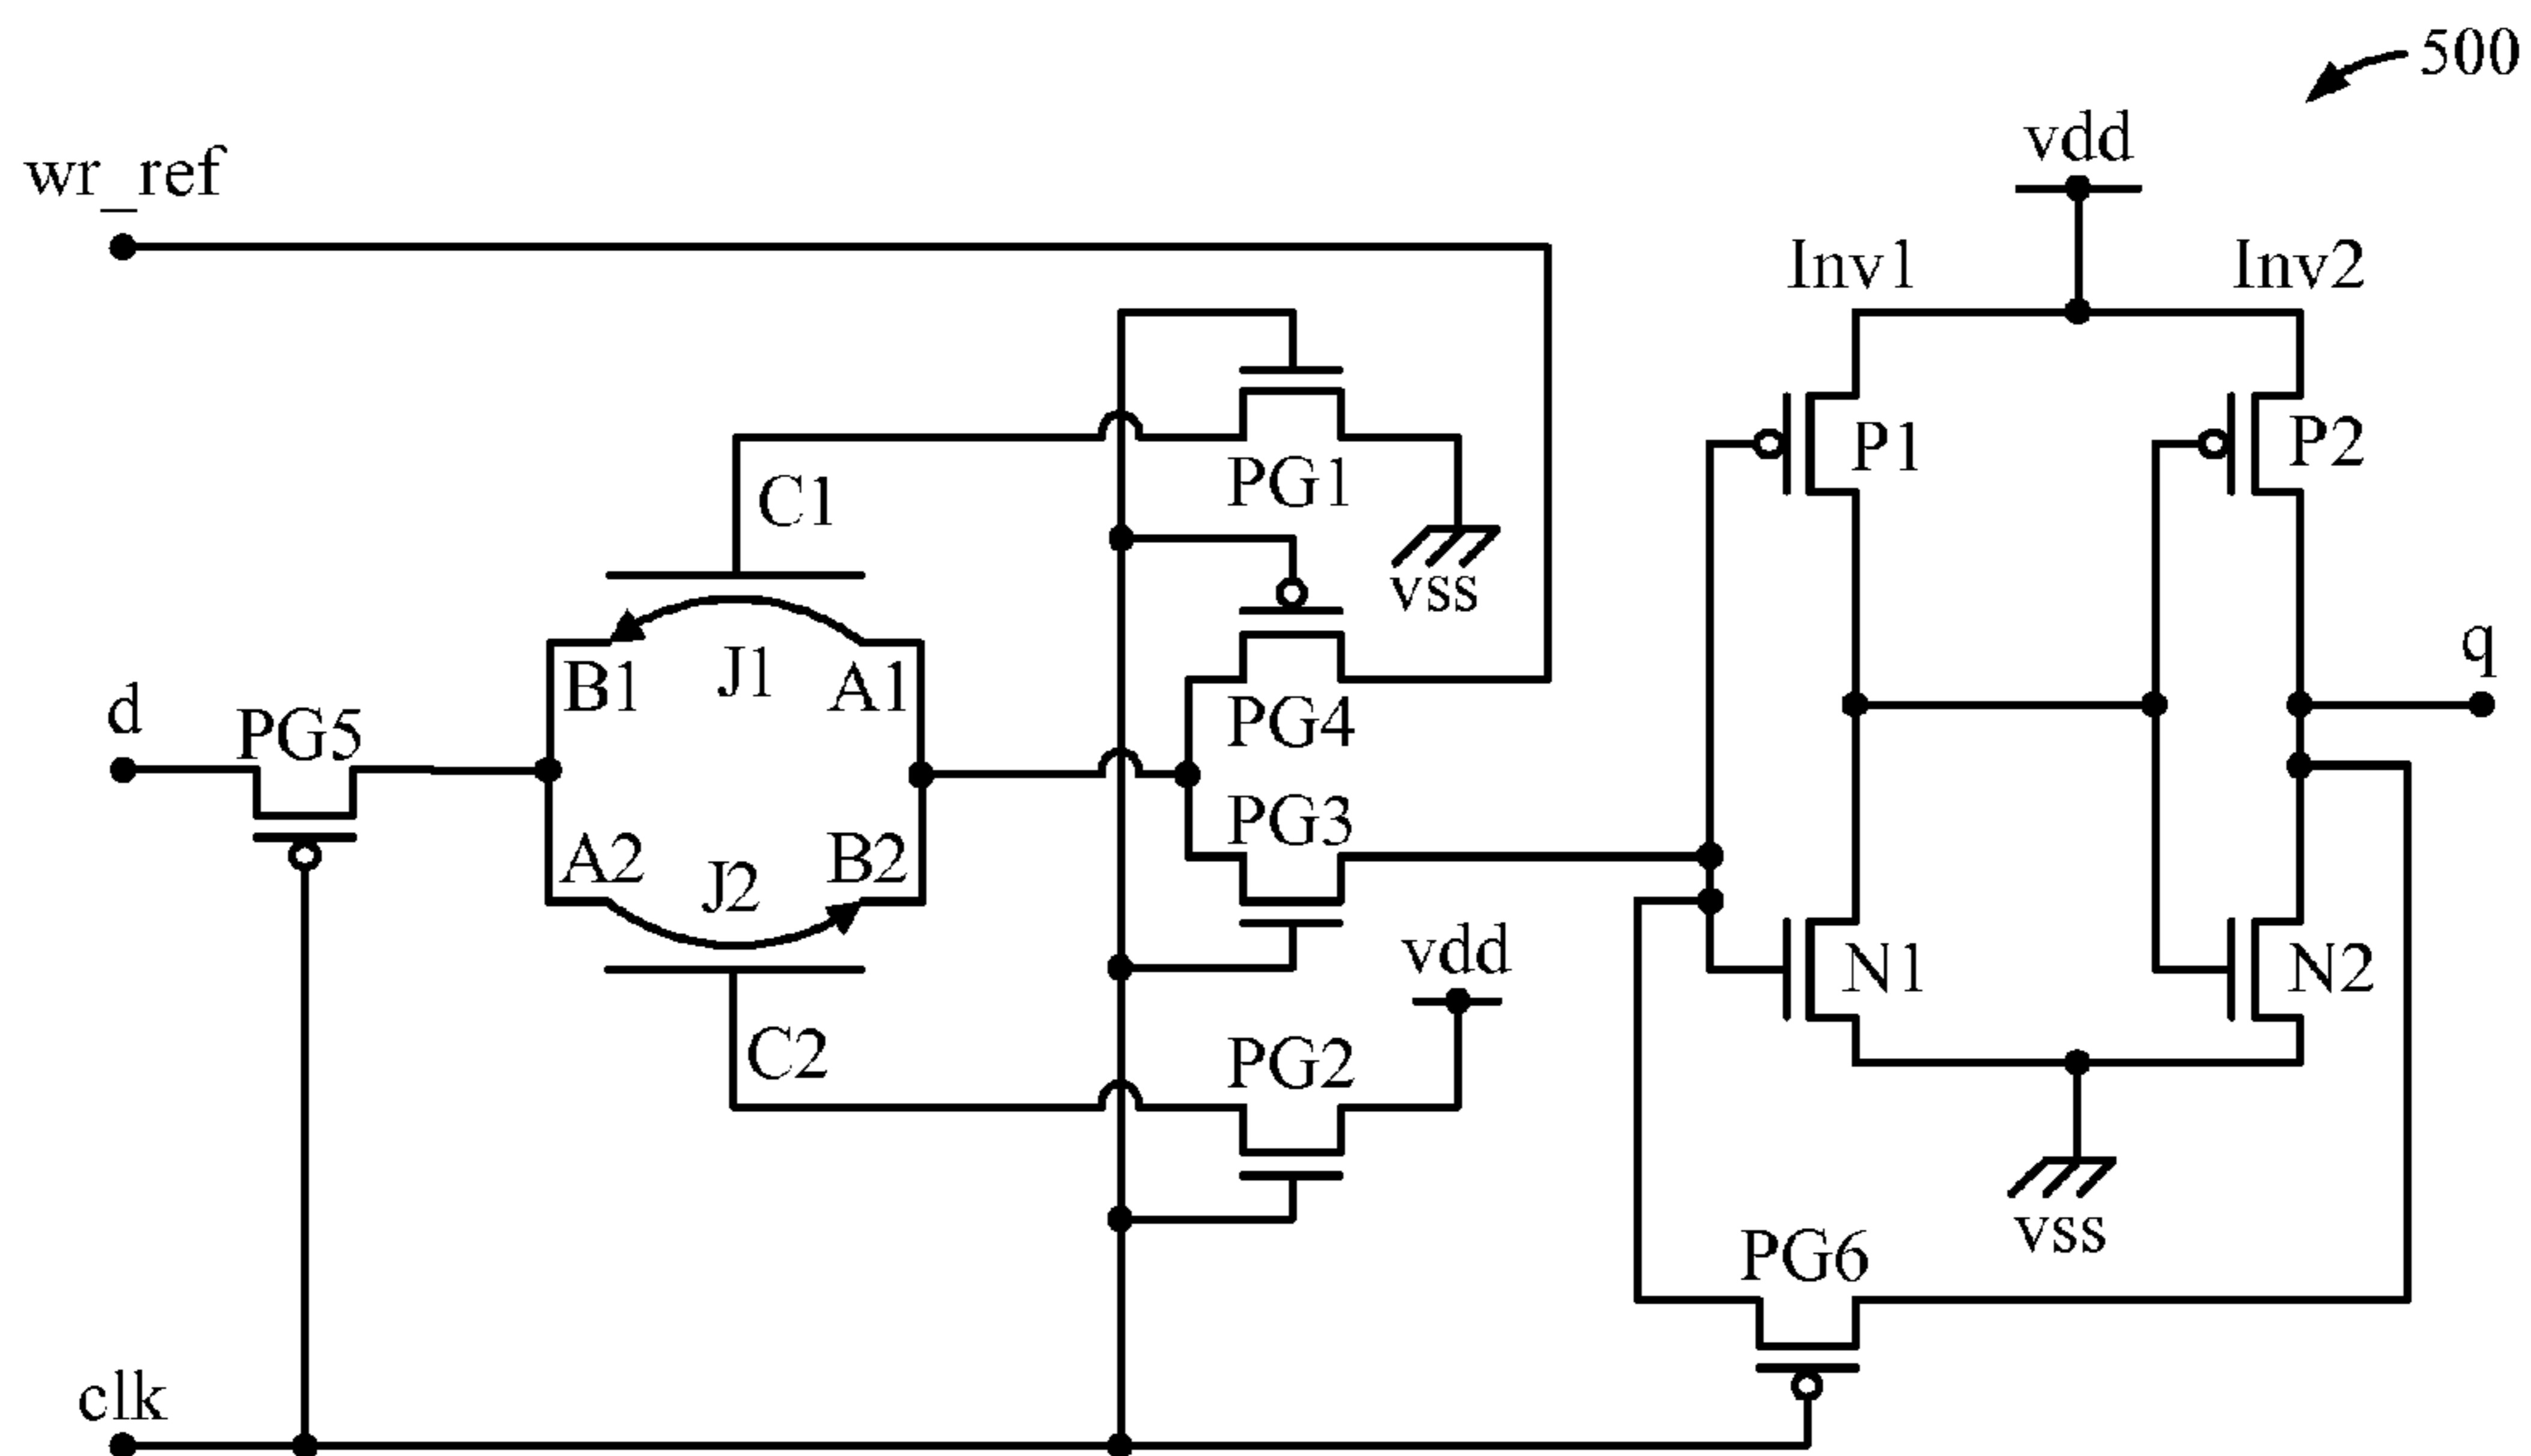 500
vdd
wr_ref
Inv1
Inv2
P1
P2
PG1
C1
vss
q
B1
J1
A1
d
PG5
PG4
PG3
A2
J2
B2
vdd
N1
N2
C2
PG2
vss
PG6
clk